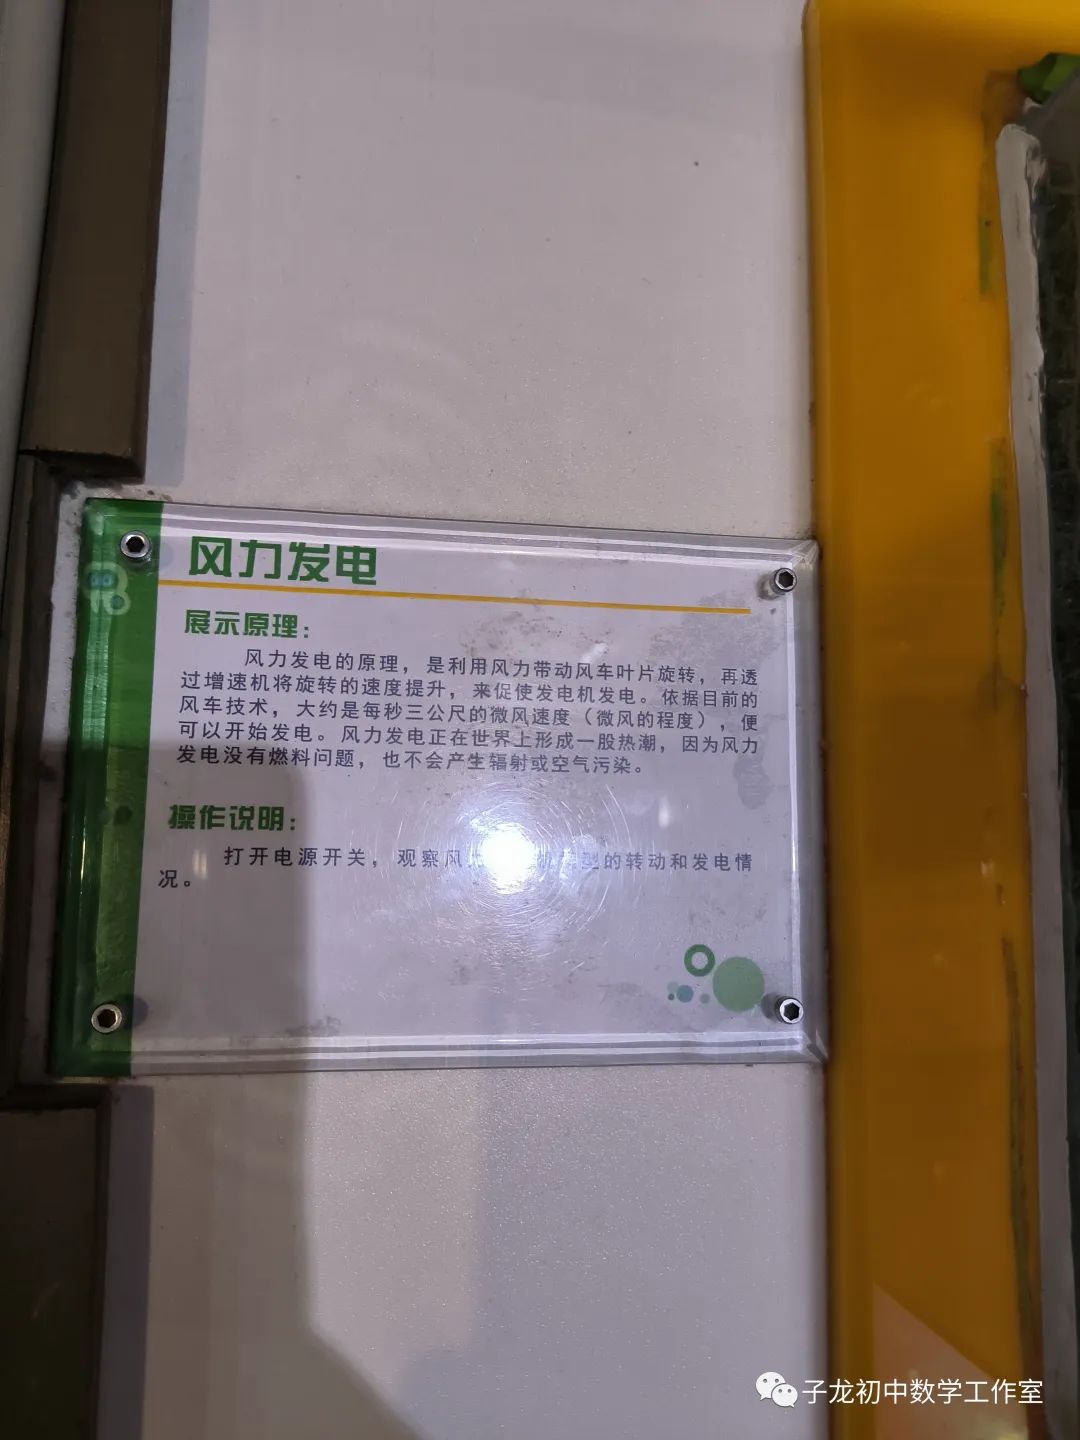 风力发电
展示原理：
风力发电的原理，是利用风力带动风车叶片旋转，再透
过增速机将旋转的速度提升，来促使发电机发电。依据目前的
风车技术，大约是每秒三公尺的微风速度（微风的程度），便
可以开始发电。风力发电正在世界上形成一股热潮，因为风力
发电没有燃料问题，也不会产生辐射或空气污染。
操作说明：
打开电源开关，观察风 型的转动和发电情
况。
子龙初中数学工作室